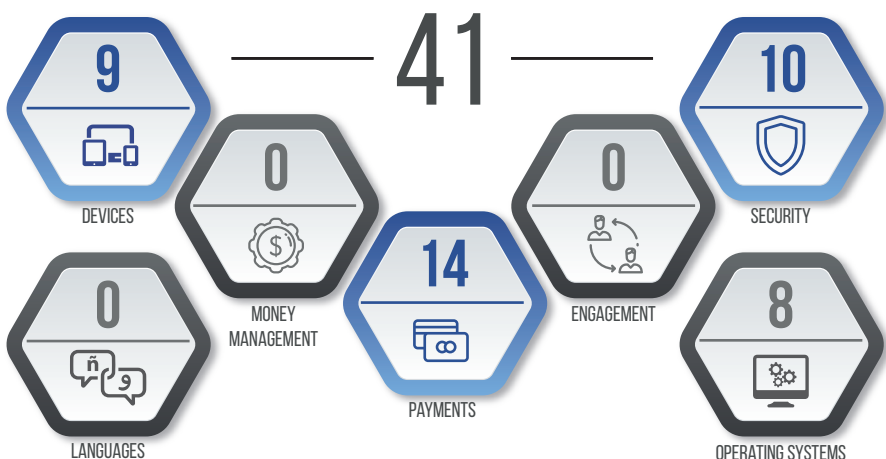 41
9
DEVICES
0
MONEY
MANAGEMENT
14
PAYMENTS
0
ENGAGEMENT
10
SECURITY
0
ñ
و
LANGUAGES
8
OPERATING SYSTEMS
$